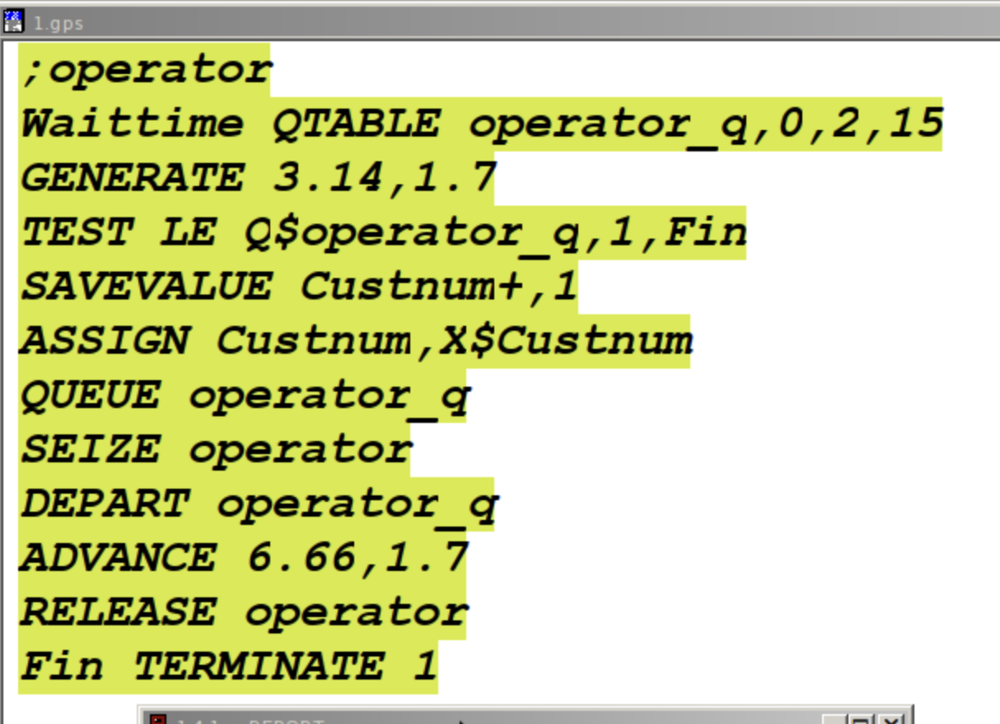 1.gps
;operator
Waittime QTABLE operator_q,0,2,15
GENERATE 3.14,1.7
TEST LE Q$operator_q,1,Fin
SAVEVALUE Custnum+,1
ASSIGN Custnum,X$Custnum
QUEUE operator_q
SEIZE operator
DEPART operator_q
ADVANCE 6.66,1.7
RELEASE operator
Fin TERMINATE 1
REPORT